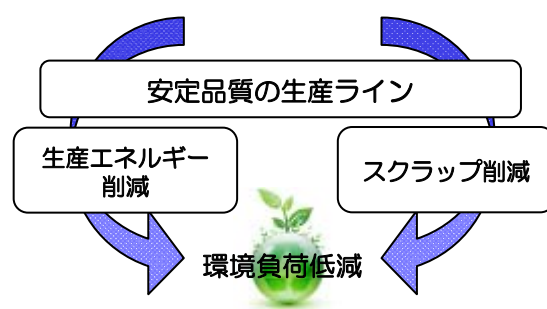 安定品質の生産ライン
生産エネルギー
削減
スクラップ削減
環境負荷低減